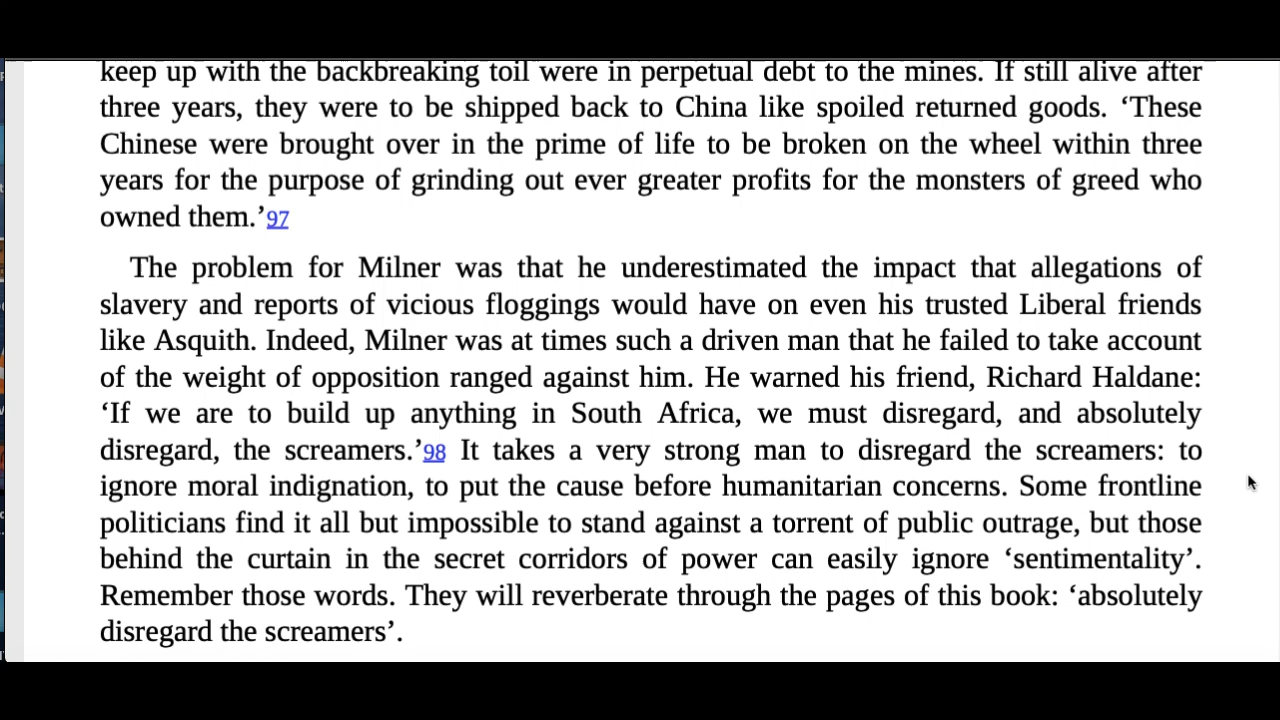 keep up with the backbreaking toil were in perpetual debt to the mines. If still alive after
three years, they were to be shipped back to China like spoiled returned goods. ‘These
Chinese were brought over in the prime of life to be broken on the wheel within three
years for the purpose of grinding out ever greater profits for the monsters of greed who
owned them.’97
The problem for Milner was that he underestimated the impact that allegations of
slavery and reports of vicious floggings would have on even his trusted Liberal friends
like Asquith. Indeed, Milner was at times such a driven man that he failed to take account
of the weight of opposition ranged against him. He warned his friend, Richard Haldane:
‘If we are to build up anything in South Africa, we must disregard, and absolutely
disregard, the screamers.’98 It takes a very strong man to disregard the screamers: to
ignore moral indignation, to put the cause before humanitarian concerns. Some frontline
politicians find it all but impossible to stand against a torrent of public outrage, but those
behind the curtain in the secret corridors of power can easily ignore ‘sentimentality’.
Remember those words. They will reverberate through the pages of this book: ‘absolutely
disregard the screamers’.